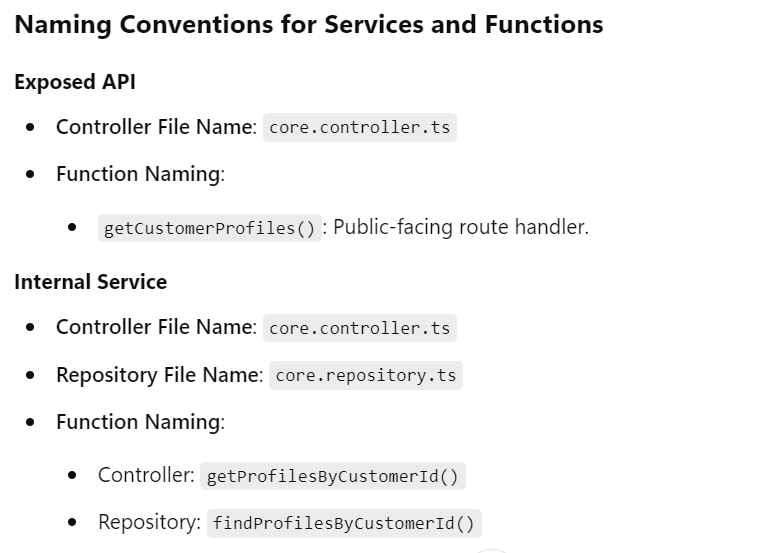 Naming Conventions for Services and Functions
Exposed API
Controller File Name: core.controller.ts
Function Naming:
getCustomerProfiles() : Public-facing route handler.
Internal Service
Controller File Name: core.controller.ts
Repository File Name: core.repository.ts
Function Naming:
Controller: getProfilesByCustomerId()
Repository: findProfilesByCustomerId()